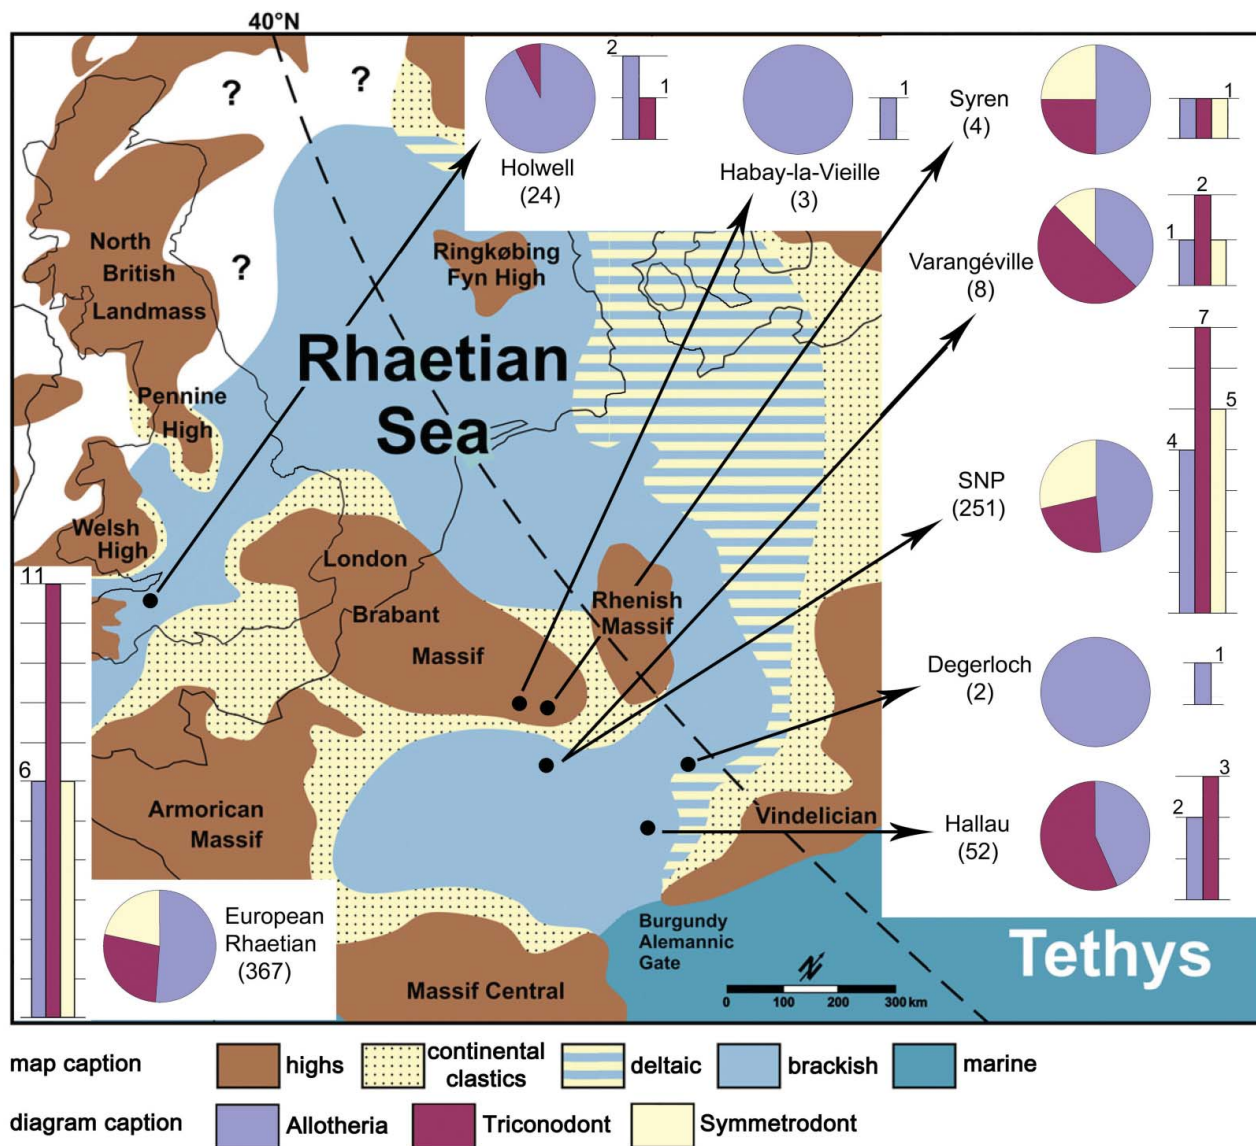 40°N
?
?
?
Holwell
(24)
2
1
Habay-la-Vieille
(3)
1
Syren
(4)
1
Varangéville
(8)
1
2
SNP
(251)
4
7
5
Degerloch
(2)
1
Hallau
(52)
2
3
North
British
Landmass
Pennine
High
Welsh
High
Ringkøbing
Fyn High
Rhaetian
Sea
London
Brabant
Massif
Rhenish
Massif
Armorican
Massif
Vindelician
Massif Central
Burgundy
Alemannic
Gate
Tethys
N
0 100 200 300 km
11
6
European
Rhaetian
(367)
map caption
highs
continental
clastics
deltaic
brackish
marine
diagram caption
Allotheria
Triconodont
Symmetrodont